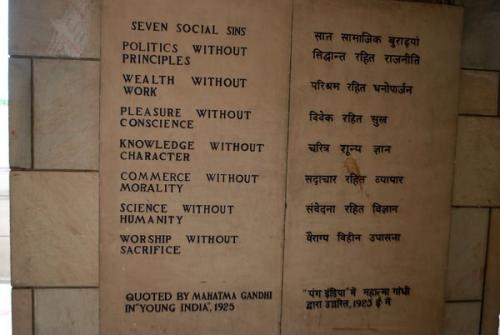 SEVEN SOCIAL SINS
POLITICS WITHOUT
PRINCIPLES
WEALTH WITHOUT
WORK
PLEASURE WITHOUT
CONSCIENCE
KNOWLEDGE WITHOUT
CHARACTER
COMMERCE WITHOUT
MORALITY
SCIENCE WITHOUT
HUMANITY
WORSHIP WITHOUT
SACRIFICE
QUOTED BY MAHATMA GANDHI
IN "YOUNG INDIA", 1925
सात सामाजिक बुराइयां
सिद्धान्त रहित राजनीति
परिश्रम रहित धनोपार्जन
विवेक रहित सुख
चरित्र शून्य ज्ञान
सदाचार रहित व्यापार
संवेदना रहित विज्ञान
वैराग्य विहीन उपासना
"यंग इंडिया" में महात्मा गांधी
द्वारा उद्धरित, 1925 ई में